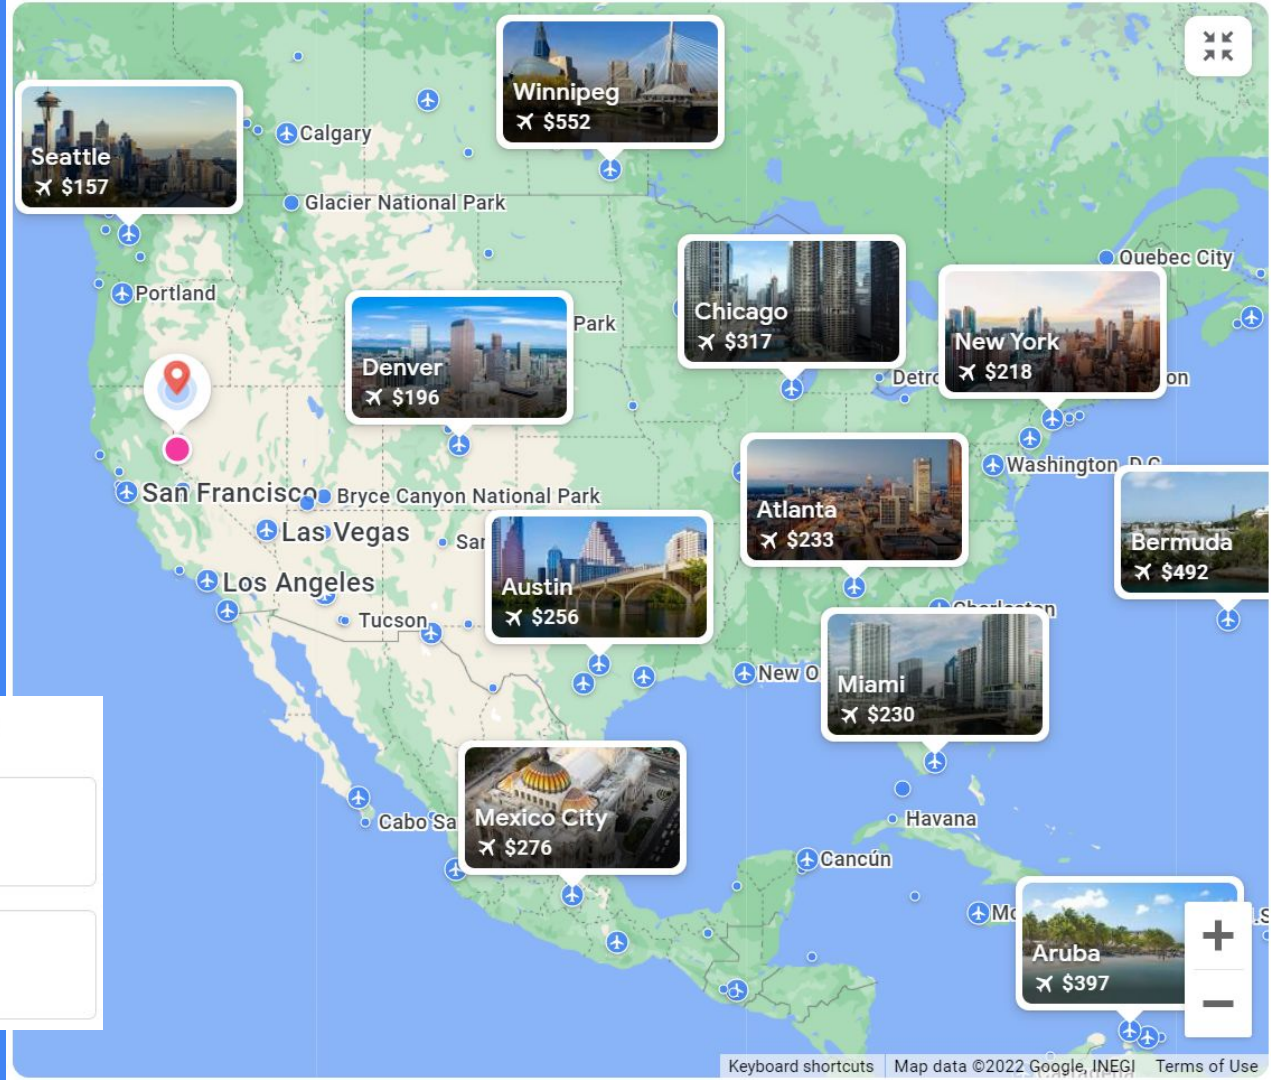 Winnipeg
$552
Seattle
$157
Calgary
Glacier National Park
Quebec City
Portland
Chicago
$317
New York
$218
Denver
$196
Park
Washington, D.C.
San Francisco
Bryce Canyon National Park
Las Vegas
Atlanta
$233
Bermuda
$492
Los Angeles
Austin
$256
Tucson
Charleston
Miami
$230
Mexico City
$276
Havana
Cancún
Aruba
$397
Keyboard shortcuts
Map data ©2022 Google, INEGI
Terms of Use